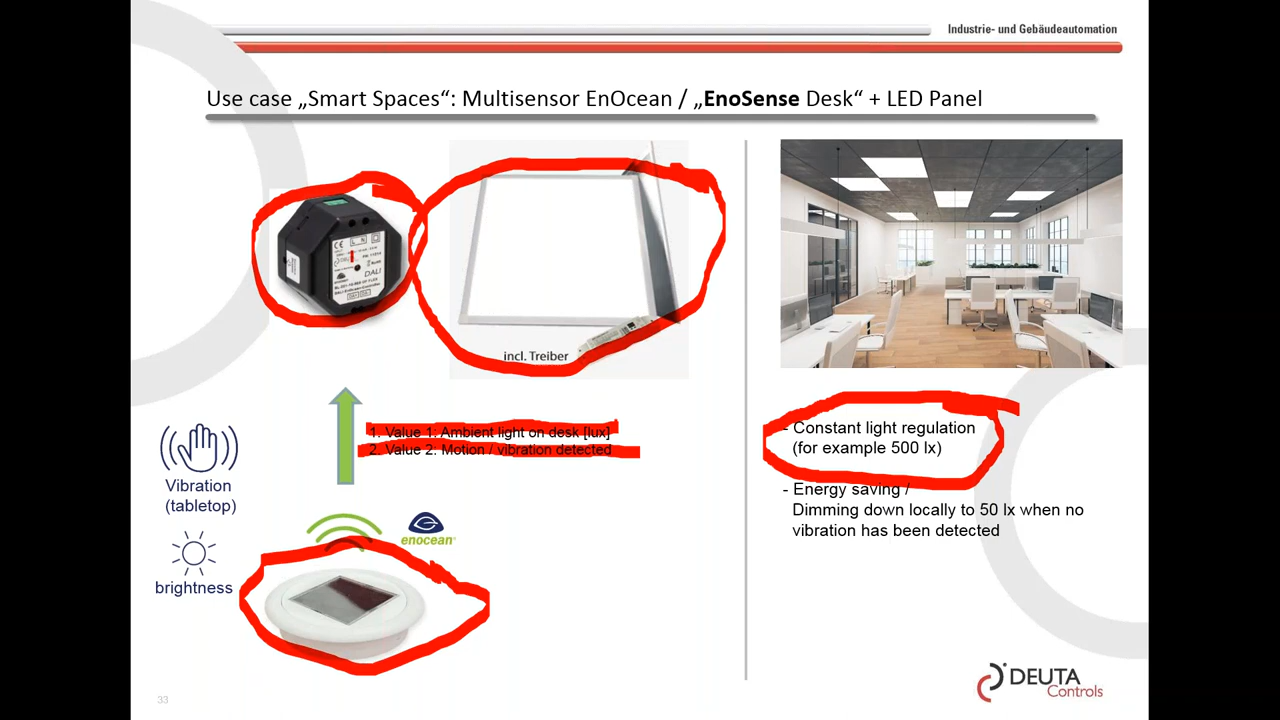 Industrie- und Gebäudeautomation
Use case „Smart Spaces“: Multisensor EnOcean / „EnoSense Desk“ + LED Panel
L N
DALI
incl. Treiber
1. Value 1: Ambient light on desk [lux]
2. Value 2: Motion / vibration detected
Vibration
(tabletop)
enocean
brightness
- Constant light regulation
(for example 500 lx)
- Energy saving /
Dimming down locally to 50 lx when no
vibration has been detected
33
DEUTA
Controls